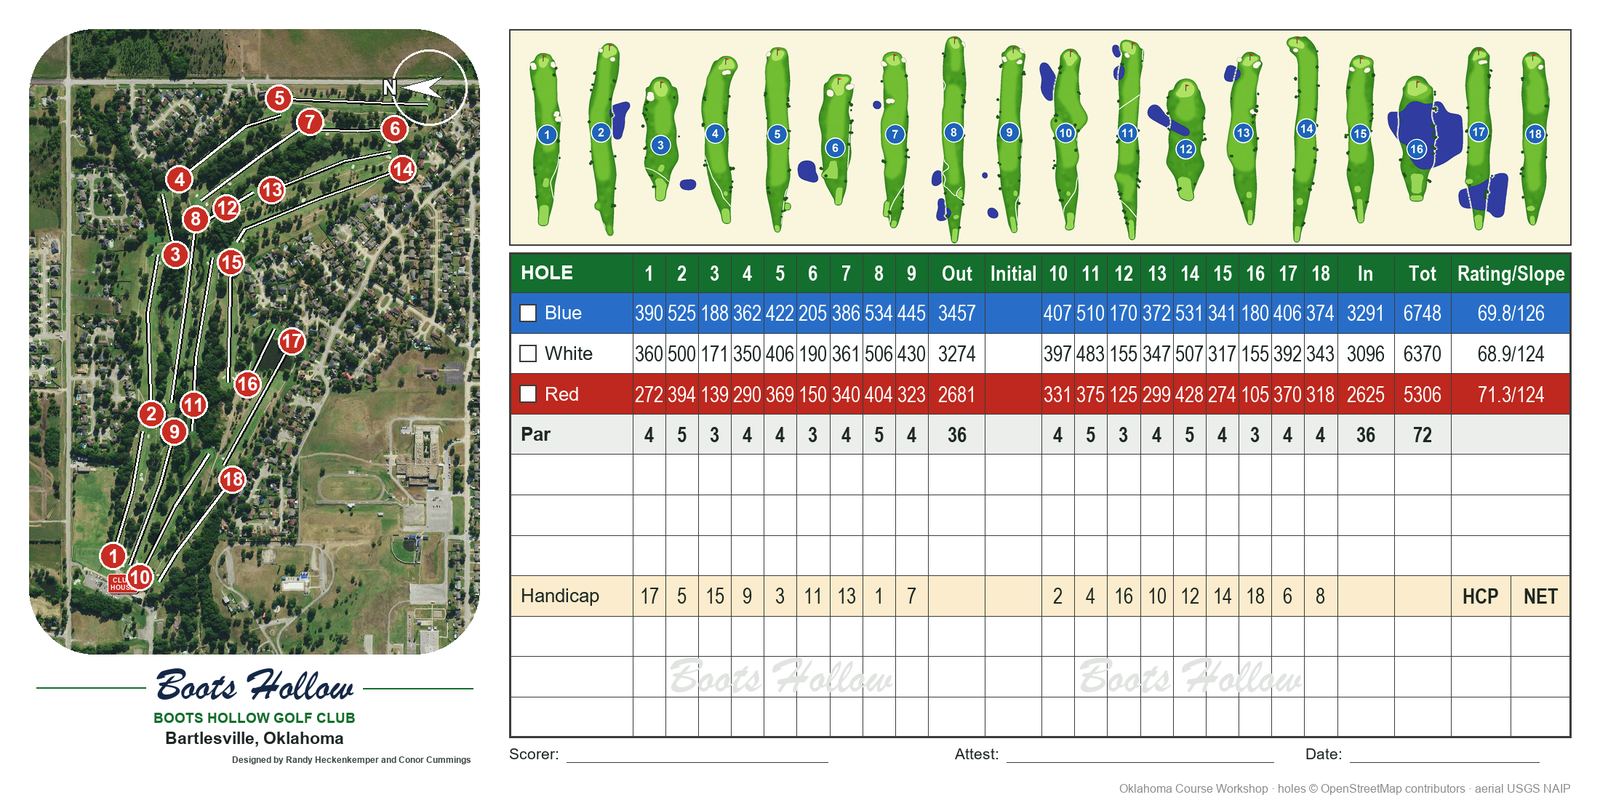 N
5
7
6
4
14
13
12
8
3
15
17
16
11
2
9
18
1
10
CLUB
HOUSE
Boots Hollow
BOOTS HOLLOW GOLF CLUB
Bartlesville, Oklahoma
Designed by Randy Heckenkemper and Conor Cummings
1 2 3 4 5 6 7 8 9 10 11 12 13 14 15 16 17 18
HOLE 1 2 3 4 5 6 7 8 9 Out Initial 10 11 12 13 14 15 16 17 18 In Tot Rating/Slope
Blue 390 525 188 362 422 205 386 534 445 3457 407 510 170 372 531 341 180 406 374 3291 6748 69.8/126
White 360 500 171 350 406 190 361 506 430 3274 397 483 155 347 507 317 155 392 343 3096 6370 68.9/124
Red 272 394 139 290 369 150 340 404 323 2681 331 375 125 299 428 274 105 370 318 2625 5306 71.3/124
Par 4 5 3 4 4 3 4 5 4 36 4 5 3 4 5 4 3 4 4 36 72
Handicap 17 5 15 9 3 11 13 1 7 2 4 16 10 12 14 18 6 8 HCP NET
Boots Hollow Boots Hollow
Scorer: Attest: Date:
Oklahoma Course Workshop · holes © OpenStreetMap contributors · aerial USGS NAIP